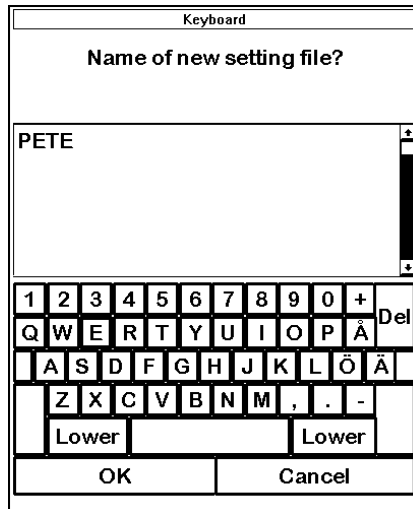 Keyboard
Name of new setting file?
PETE
1 2 3 4 5 6 7 8 9 0 +
Del
Q W E R T Y U I O P Å
A S D F G H J K L Ö Ä
Z X C V B N M , . -
Lower Lower
OK Cancel